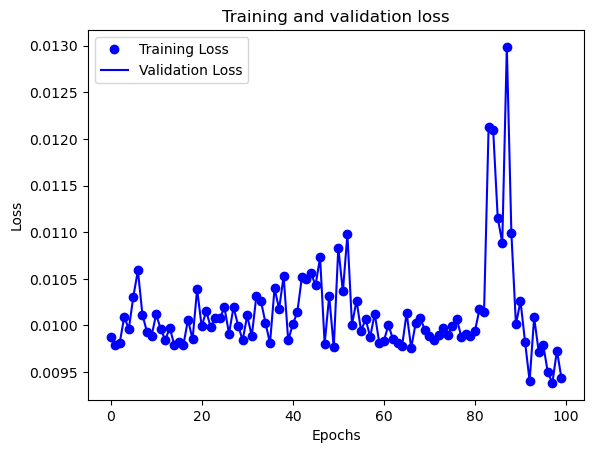 Training and validation loss
Training Loss
Validation Loss
0.0130
0.0125
0.0120
0.0115
0.0110
0.0105
0.0100
0.0095
Loss
0
20
40
60
80
100
Epochs